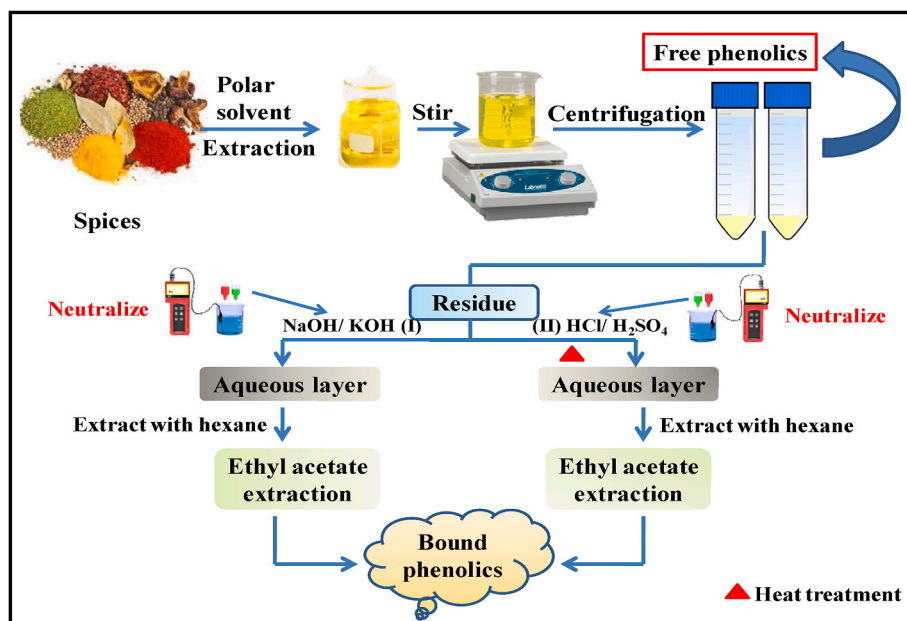 Free phenolics
Polar
solvent
Extraction
Stir
Centrifugation
Labnet
Spices
Neutralize
Residue
NaOH/ KOH (I)
(II) HCl/ H₂SO₄
Neutralize
Aqueous layer
Aqueous layer
Extract with hexane
Extract with hexane
Ethyl acetate
extraction
Ethyl acetate
extraction
Bound
phenolics
Heat treatment